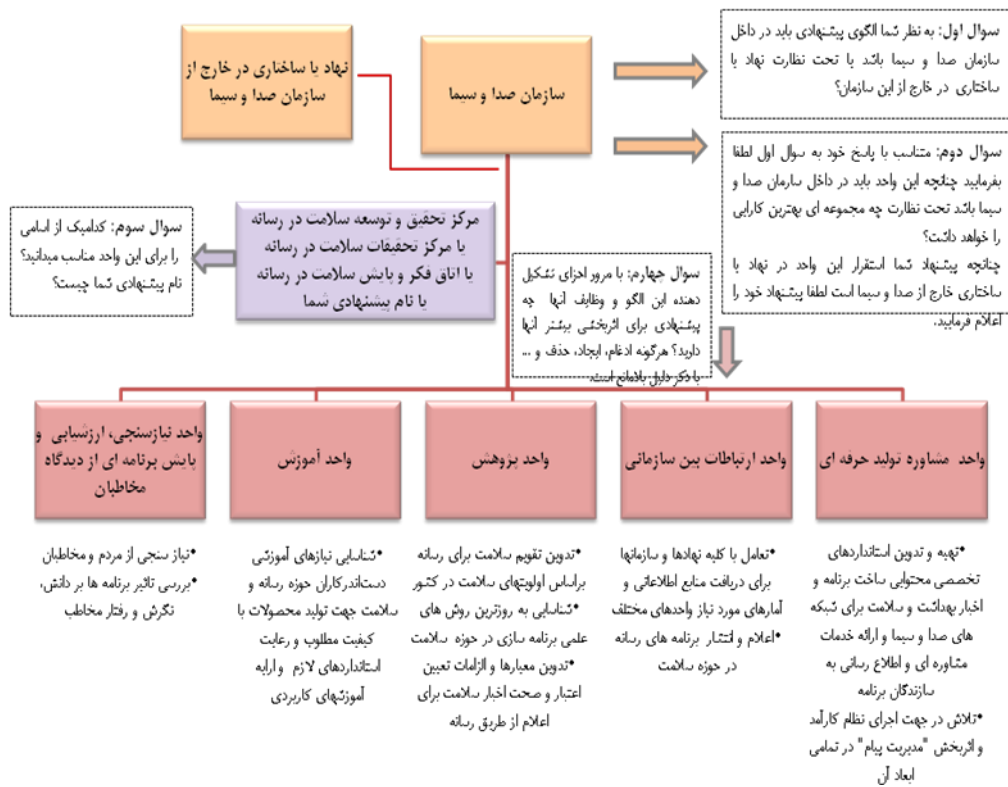 سوال اول: به نظر شما الگوی پیشنهادی باید در داخل
سازمان صدا و سیما باشد یا تحت نظارت نهاد یا
ساختاری در خارج از این سازمان؟
سازمان صدا و سیما
نهاد یا ساختاری در خارج از
سازمان صدا و سیما
سوال دوم: متناسب با پاسخ خود به سوال اول لطفا
بفرمایید چنانچه این واحد باید در داخل سازمان صدا و
سیما باشد تحت نظارت چه مجموعه ای بهترین کارایی
را خواهد داشت؟
چنانچه پیشنهاد شما استقرار این واحد در نهاد یا
ساختاری خارج از صدا و سیما است لطفا پیشنهاد خود را
اعلام فرمایید.
مرکز تحقیق و توسعه سلامت در رسانه
یا مرکز تحقیقات سلامت در رسانه
یا اتاق فکر و پایش سلامت در رسانه
یا نام پیشنهادی شما
سوال سوم: کدامیک از اسامی
را برای این واحد مناسب میدانید؟
نام پیشنهادی شما چیست؟
سوال چهارم: با مرور اجزای تشکیل
دهنده این الگو و وظایف آنها چه
پیشنهادی برای اثربخشی بیشتر آنها
دارید؟ هرگونه ادغام، ایجاد، حذف و ...
با ذکر دلیل بلامانع است.
واحد مشاوره تولید حرفه ای
واحد ارتباطات بین سازمانی
واحد پژوهش
واحد آموزش
واحد نیازسنجی، ارزشیابی و
پایش برنامه ای از دیدگاه
مخاطبان
•تهیه و تدوین استانداردهای
تخصصی محتوایی ساخت برنامه و
اخبار بهداشت و سلامت برای شبکه
های صدا و سیما و ارائه خدمات
مشاوره ای و اطلاع رسانی به
سازندگان برنامه
•تلاش در جهت اجرای نظام کارآمد
و اثربخش "مدیریت پیام" در تمامی
ابعاد آن
•تعامل با کلیه نهادها و سازمانها
برای دریافت منابع اطلاعاتی و
آمارهای مورد نیاز واحدهای مختلف
•اعلام و انتشار برنامه های رسانه
در حوزه سلامت
•تدوین تقویم سلامت برای رسانه
براساس اولویتهای سلامت در کشور
•شناسایی به روزترین روش های
علمی برنامه سازی در حوزه سلامت
•تدوین معیارها و الزامات تعیین
اعتبار و صحت اخبار سلامت برای
اعلام از طریق رسانه
•شناسایی نیازهای آموزشی
دست‌اندرکاران حوزه رسانه و
سلامت جهت تولید محصولات با
کیفیت مطلوب و رعایت
استانداردهای لازم و ارایه
آموزشهای کاربردی
•نیاز سنجی از مردم و مخاطبان
•بررسی تاثیر برنامه ها بر دانش،
نگرش و رفتار مخاطب